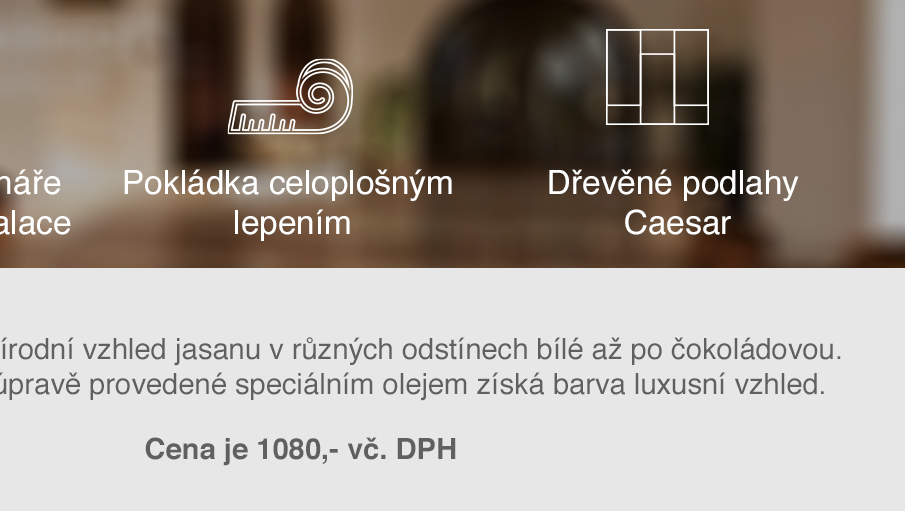 náře
alace
Pokládka celoplošným
lepením
Dřevěné podlahy
Caesar
írodní vzhled jasanu v různých odstínech bílé až po čokoládovou.
úpravě provedené speciálním olejem získá barva luxusní vzhled.
Cena je 1080,- vč. DPH